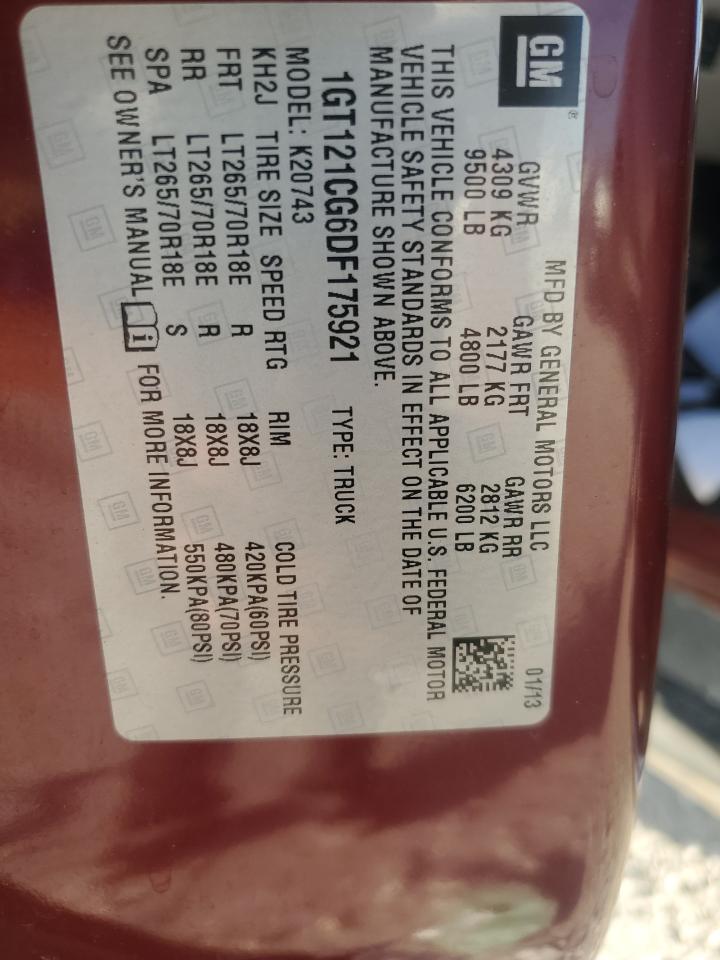 GM®
MFD BY GENERAL MOTORS LLC 01/13
GVWR GAWR FRT GAWR RR
4309 KG 2177 KG 2812 KG
9500 LB 4800 LB 6200 LB
THIS VEHICLE CONFORMS TO ALL APPLICABLE U.S. FEDERAL MOTOR
VEHICLE SAFETY STANDARDS IN EFFECT ON THE DATE OF
MANUFACTURE SHOWN ABOVE.
1GT121CG6DF175921 TYPE: TRUCK
MODEL: K20743
KH2J TIRE SIZE SPEED RTG RIM COLD TIRE PRESSURE
FRT LT265/70R18E R 18X8J 420KPA(60PSI)
RR LT265/70R18E R 18X8J 480KPA(70PSI)
SPA LT265/70R18E S 18X8J 550KPA(80PSI)
SEE OWNER'S MANUAL i FOR MORE INFORMATION.